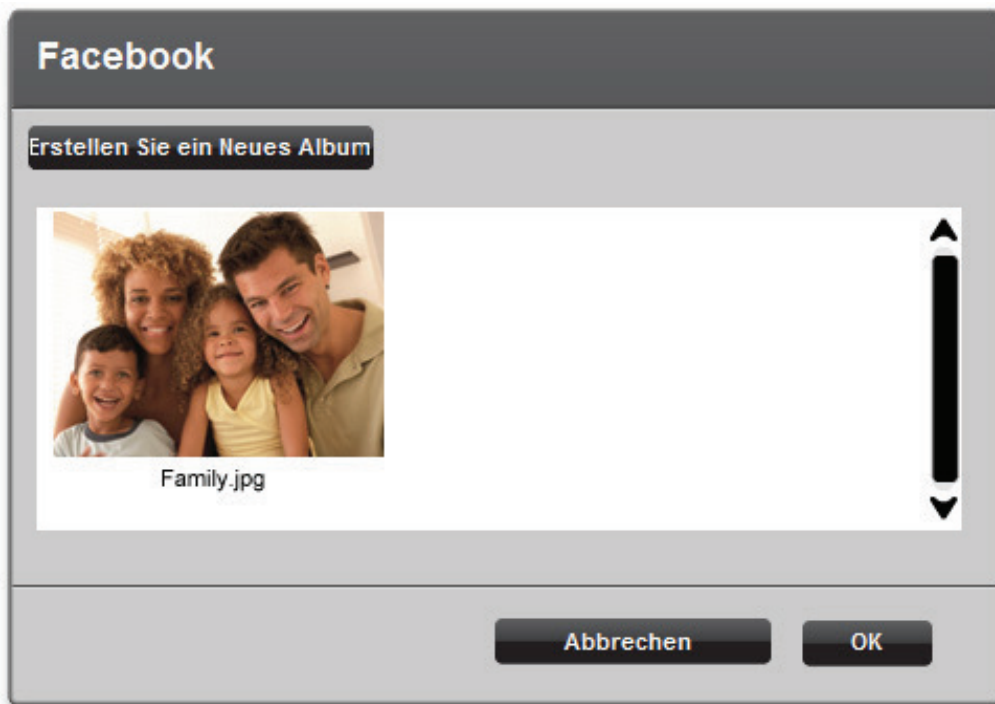 Facebook
Erstellen Sie ein Neues Album
Family.jpg
Abbrechen
OK